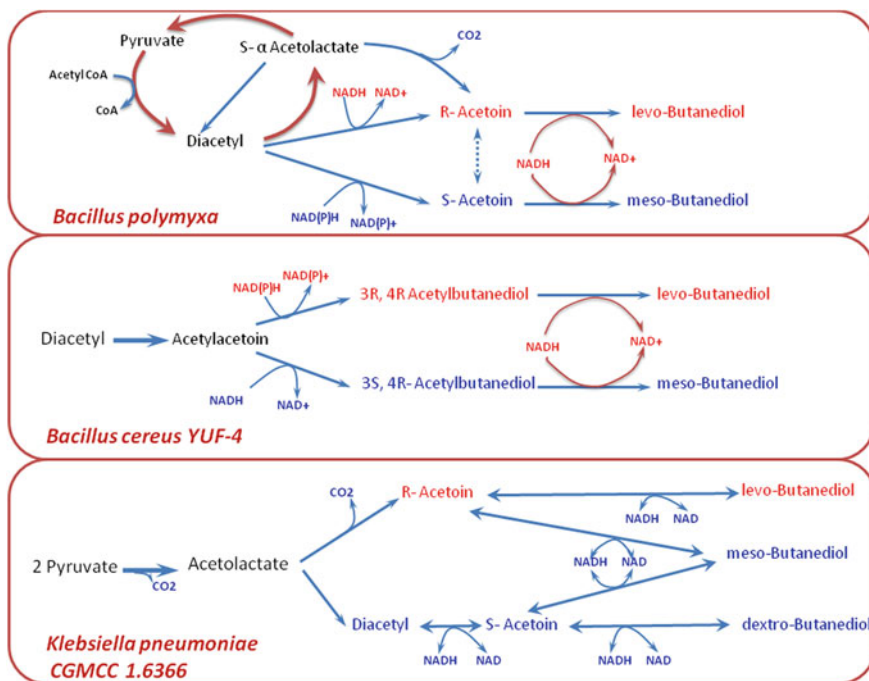 Pyruvate
S-α Acetolactate
CO2
Acetyl CoA
CoA
NADH
NAD+
R- Acetoin
levo-Butanediol
Diacetyl
NADH
NAD+
S- Acetoin
meso-Butanediol
NAD(P)H
NAD(P)+
Bacillus polymyxa
NAD(P)H
NAD(P)+
3R, 4R Acetylbutanediol
levo-Butanediol
Diacetyl
Acetylacetoin
NADH
NAD+
NADH
NAD+
3S, 4R- Acetylbutanediol
meso-Butanediol
Bacillus cereus YUF-4
CO2
R- Acetoin
levo-Butanediol
NADH
NAD
2 Pyruvate
CO2
Acetolactate
NADH
NAD
meso-Butanediol
Diacetyl
S- Acetoin
dextro-Butanediol
NADH
NAD
NADH
NAD
Klebsiella pneumoniae
CGMCC 1.6366